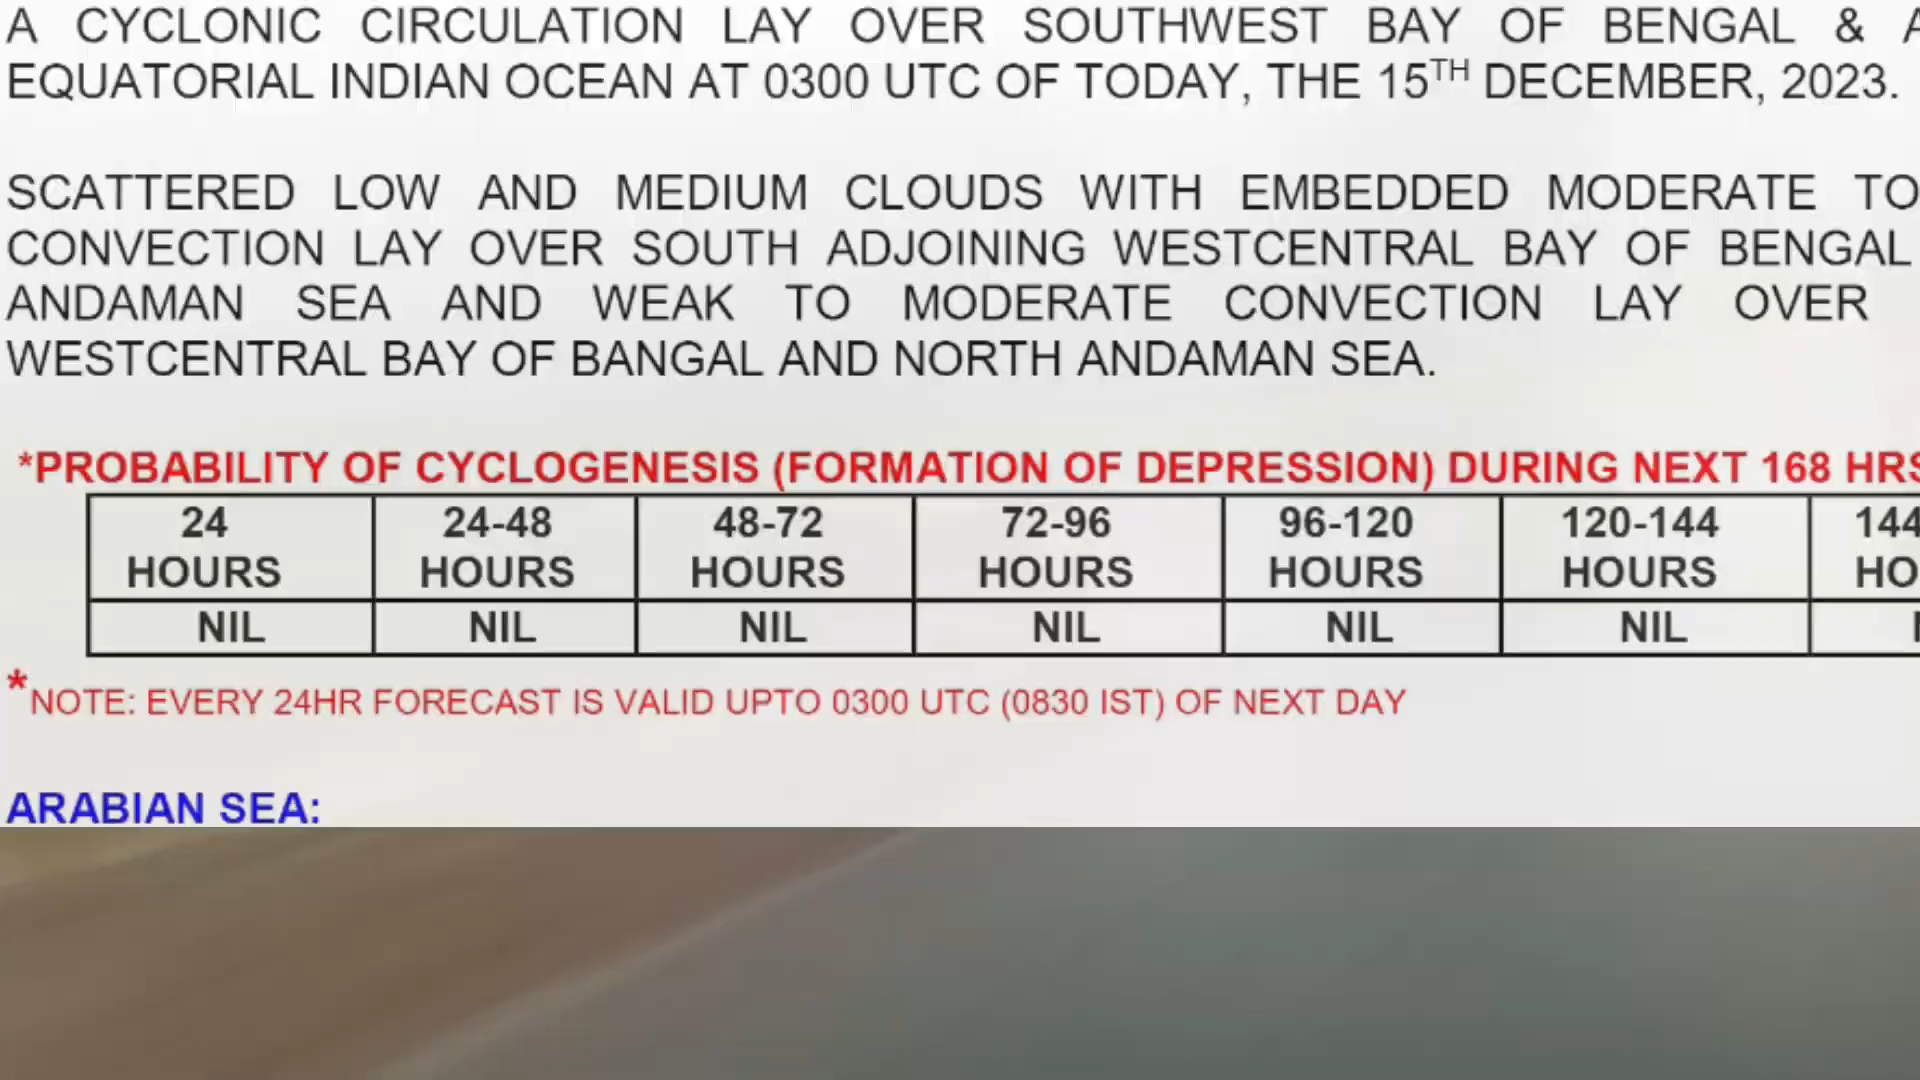 A CYCLONIC CIRCULATION LAY OVER SOUTHWEST BAY OF BENGAL &
EQUATORIAL INDIAN OCEAN AT 0300 UTC OF TODAY, THE 15TH DECEMBER, 2023.
SCATTERED LOW AND MEDIUM CLOUDS WITH EMBEDDED MODERATE TO
CONVECTION LAY OVER SOUTH ADJOINING WESTCENTRAL BAY OF BENGAL
ANDAMAN SEA AND WEAK TO MODERATE CONVECTION LAY OVER
WESTCENTRAL BAY OF BANGAL AND NORTH ANDAMAN SEA.
*PROBABILITY OF CYCLOGENESIS (FORMATION OF DEPRESSION) DURING NEXT 168 HRS
24 24-48 48-72 72-96 96-120 120-144 144
HOURS HOURS HOURS HOURS HOURS HOURS HO
NIL NIL NIL NIL NIL NIL
*NOTE: EVERY 24HR FORECAST IS VALID UPTO 0300 UTC (0830 IST) OF NEXT DAY
ARABIAN SEA: